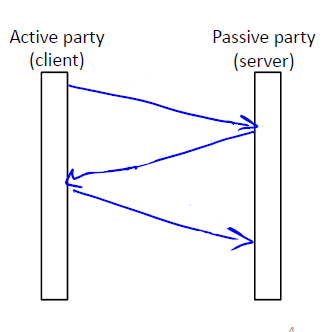 Active party
(client)
Passive party
(server)